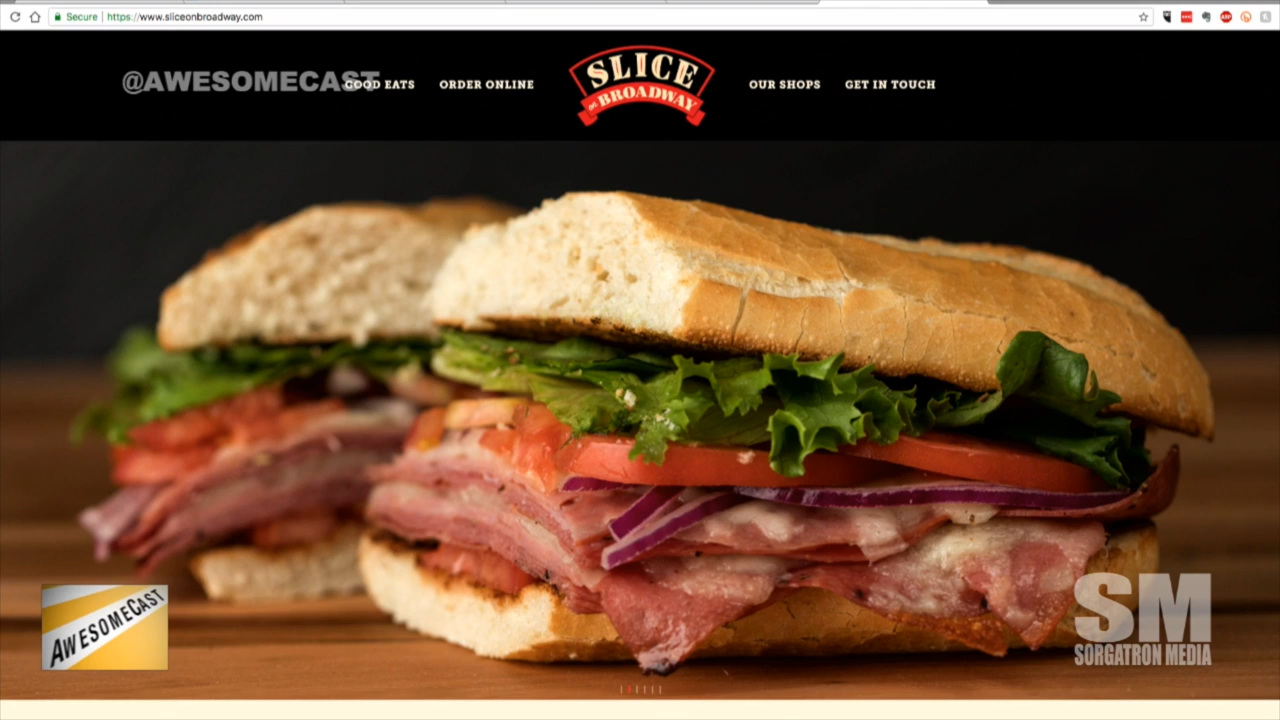 Secure | https://www.sliceonbroadway.com
@AWESOMECAST
GOOD EATS
ORDER ONLINE
SLICE
on BROADWAY
OUR SHOPS
GET IN TOUCH
AWESOMECAST
SM
SORGATRON MEDIA